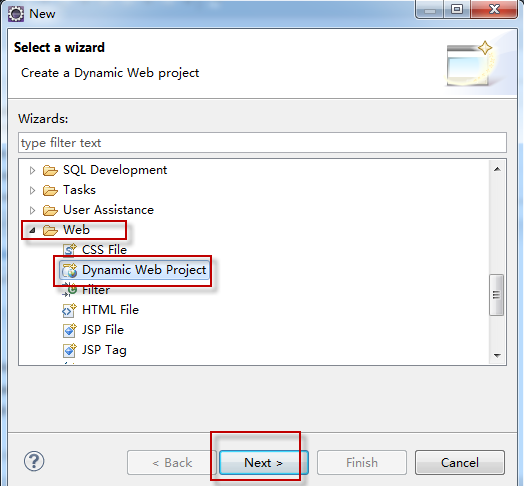 New
Select a wizard
Create a Dynamic Web project
Wizards:
type filter text
SQL Development
Tasks
User Assistance
Web
CSS File
Dynamic Web Project
Filter
HTML File
JSP File
JSP Tag
< Back
Next >
Finish
Cancel